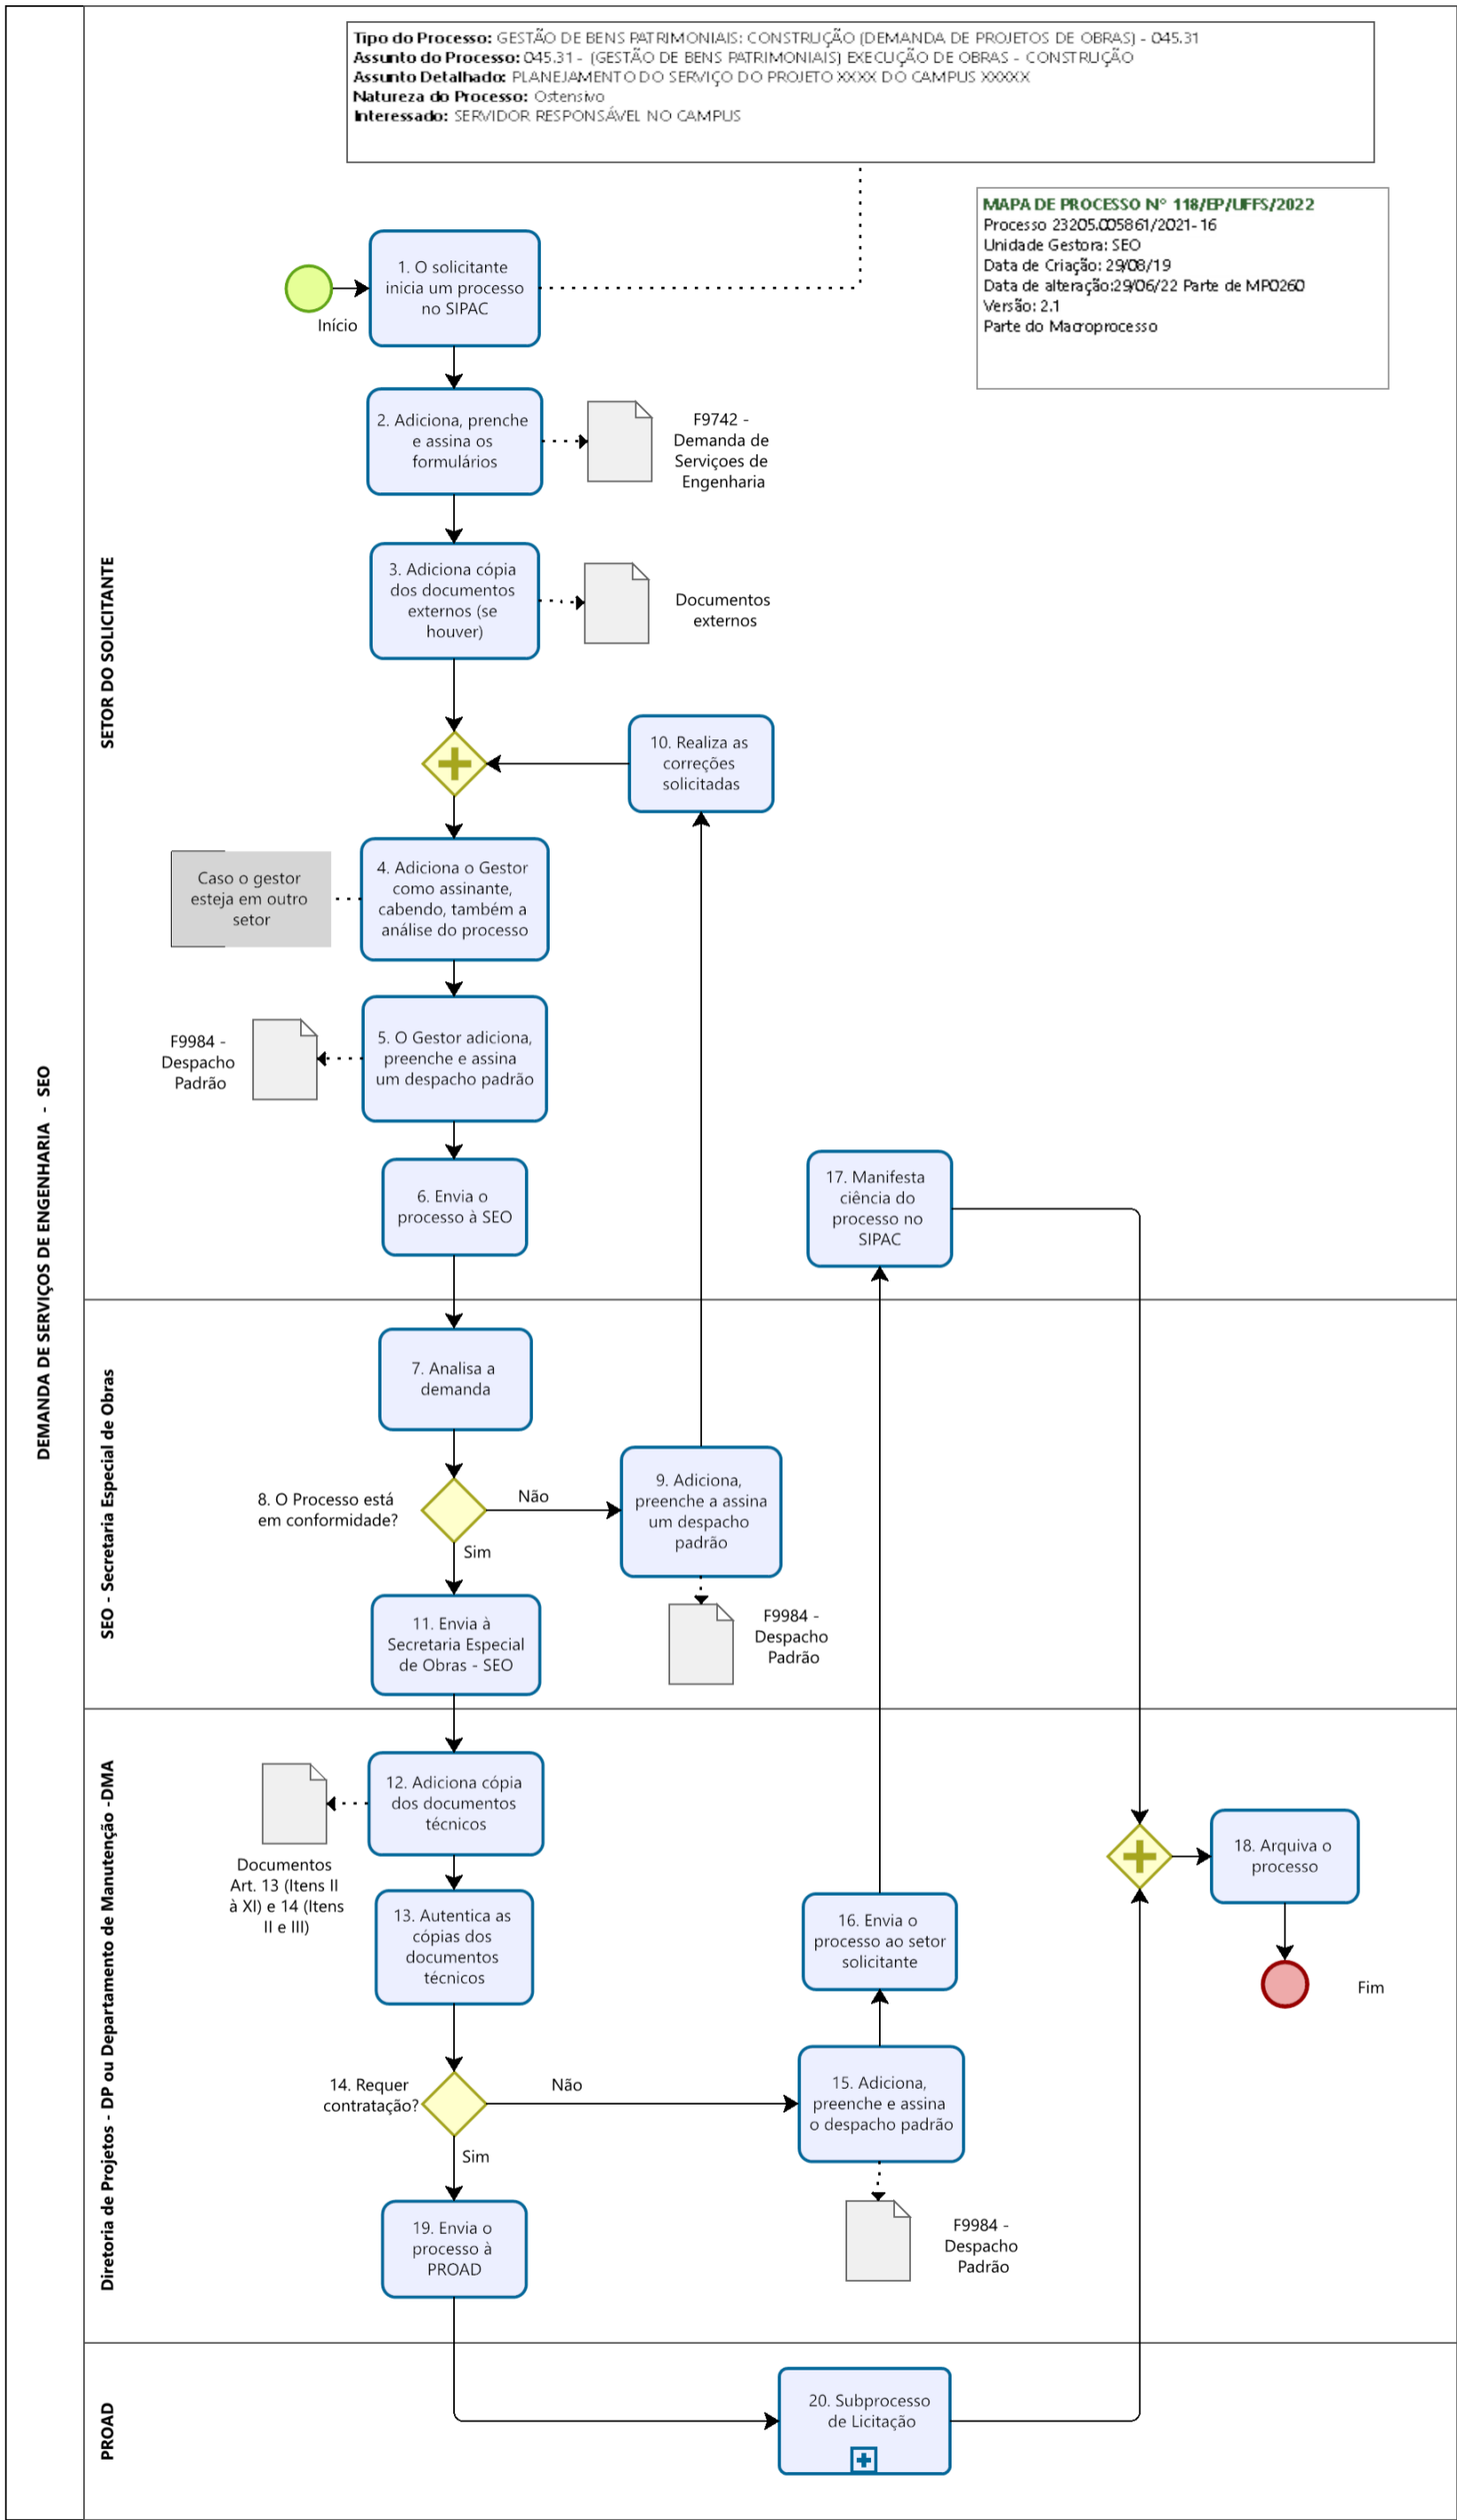 Tipo do Processo: GESTÃO DE BENS PATRIMONIAIS: CONSTRUÇÃO (DEMANDA DE PROJETOS DE OBRAS) - 045.31
Assunto do Processo: 045.31 - (GESTÃO DE BENS PATRIMONIAIS) EXECUÇÃO DE OBRAS - CONSTRUÇÃO
Assunto Detalhado: PLANEJAMENTO DO SERVIÇO DO PROJETO XXXX DO CAMPUS XXXXX
Natureza do Processo: Ostensivo
Interessado: SERVIDOR RESPONSÁVEL NO CAMPUS
MAPA DE PROCESSO N° 118/EP/UFFS/2022
Processo 23205.005861/2021-16
Unidade Gestora: SEO
Data de Criação: 29/08/19
Data de alteração:29/06/22 Parte de MP0260
Versão: 2.1
Parte do Macroprocesso
DEMANDA DE SERVIÇOS DE ENGENHARIA - SEO
SETOR DO SOLICITANTE
Início
1. O solicitante
inicia um processo
no SIPAC
2. Adiciona, prenche
e assina os
formulários
F9742 -
Demanda de
Serviçoes de
Engenharia
3. Adiciona cópia
dos documentos
externos (se
houver)
Documentos
externos
10. Realiza as
correções
solicitadas
4. Adiciona o Gestor
como assinante,
cabendo, também a
análise do processo
Caso o gestor
esteja em outro
setor
5. O Gestor adiciona,
preenche e assina
um despacho padrão
F9984 -
Despacho
Padrão
6. Envia o
processo à SEO
17. Manifesta
ciência do
processo no
SIPAC
SEO - Secretaria Especial de Obras
7. Analisa a
demanda
8. O Processo está
em conformidade?
Não
Sim
9. Adiciona,
preenche a assina
um despacho
padrão
F9984 -
Despacho
Padrão
11. Envia à
Secretaria Especial
de Obras - SEO
Diretoria de Projetos - DP ou Departamento de Manutenção -DMA
12. Adiciona cópia
dos documentos
técnicos
Documentos
Art. 13 (Itens II
à XI) e 14 (Itens
II e III)
13. Autentica as
cópias dos
documentos
técnicos
14. Requer
contratação?
Não
Sim
15. Adiciona,
preenche e assina
o despacho padrão
F9984 -
Despacho
Padrão
16. Envia o
processo ao setor
solicitante
18. Arquiva o
processo
Fim
19. Envia o
processo à
PROAD
PROAD
20. Subprocesso
de Licitação